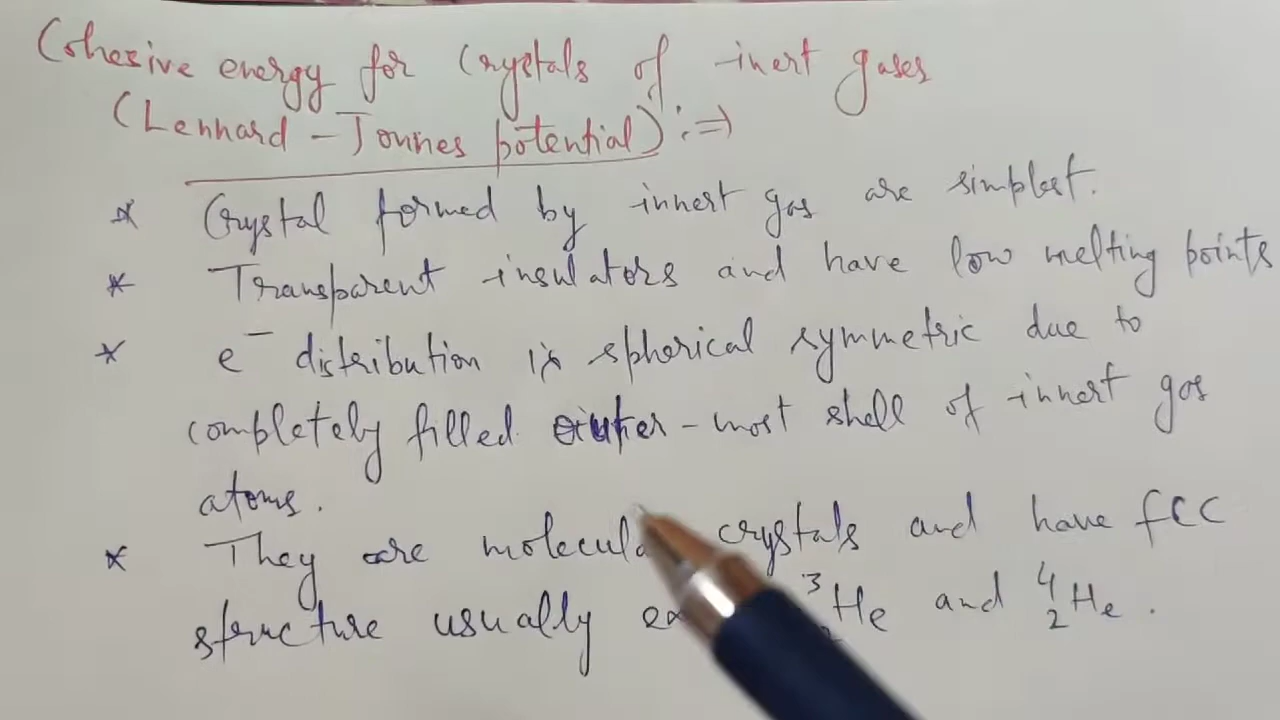 Cohesive energy for Crystals of inert gases
(Lennard - Jonnes potential) :⇒
* Crystal formed by innert gas are simplest.
* Transparent insulators and have low melting points
* e⁻ distribution is spherical symmetric due to
completely filled outer-most shell of innert gas
atoms.
* They are molecula crystals and have fCC
structure usually ³He and ⁴₂He.